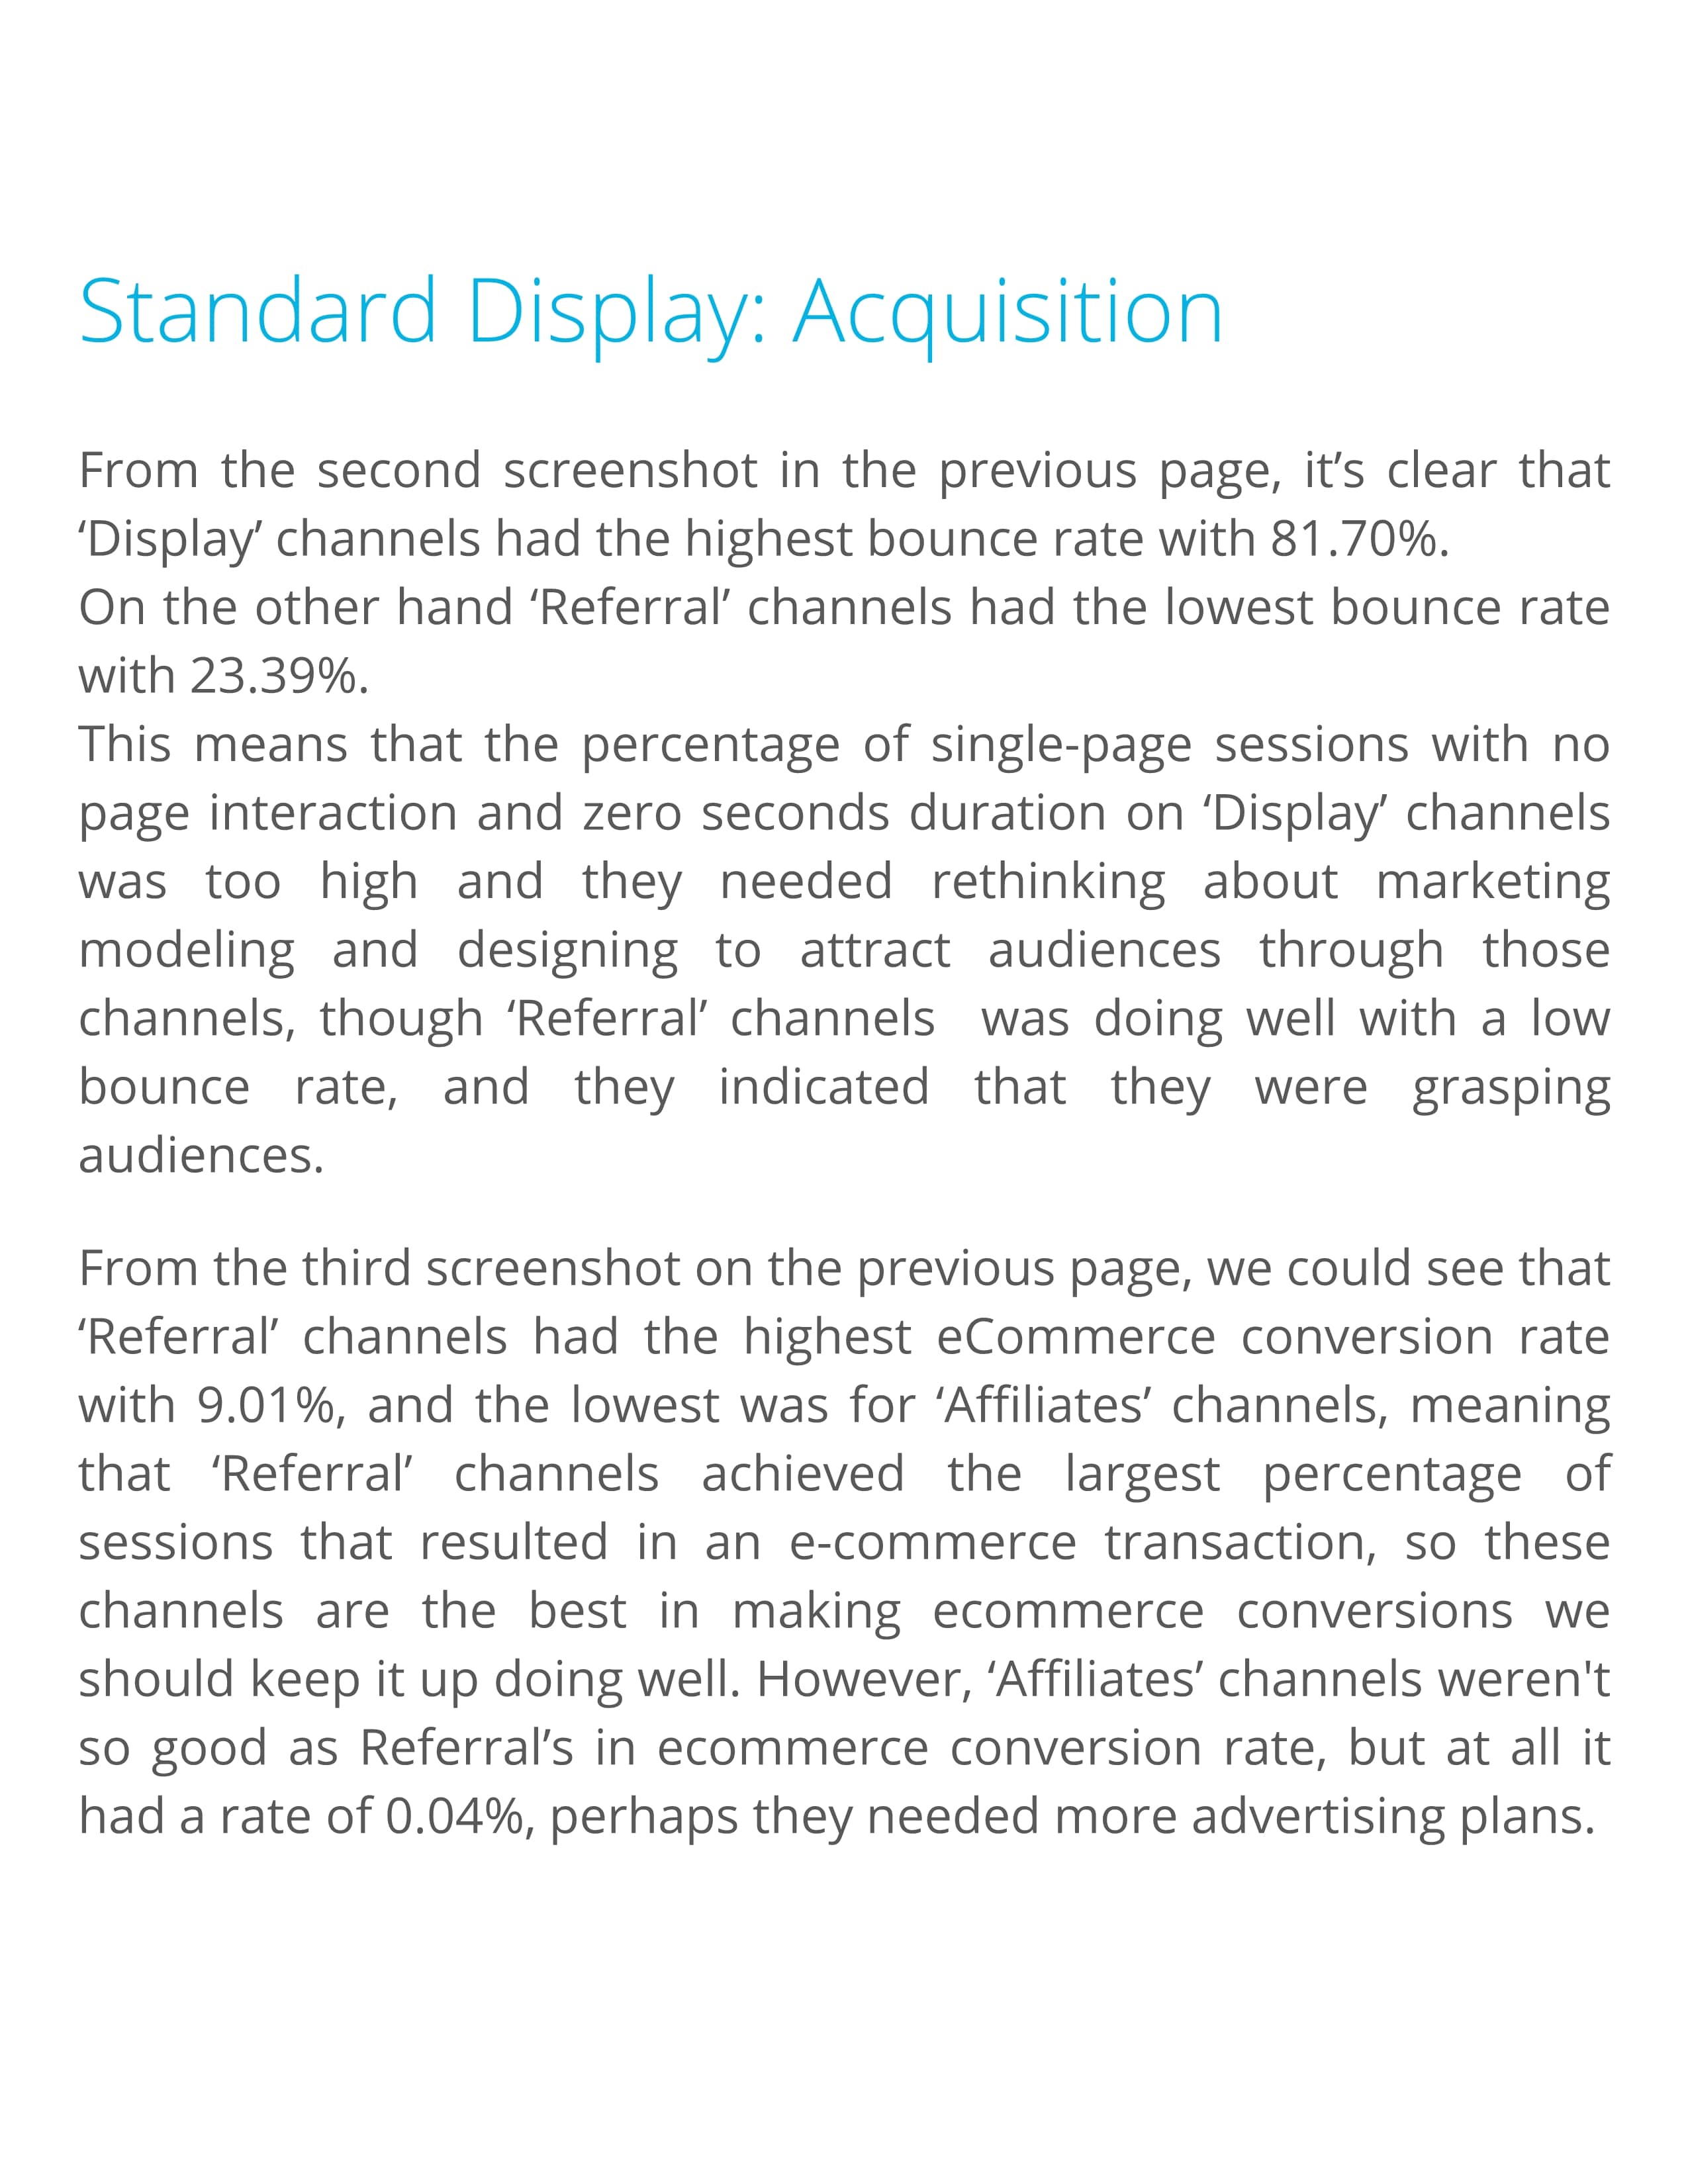 Standard Display: Acquisition
From the second screenshot in the previous page, it’s clear that
‘Display’ channels had the highest bounce rate with 81.70%.
On the other hand ‘Referral’ channels had the lowest bounce rate
with 23.39%.
This means that the percentage of single-page sessions with no
page interaction and zero seconds duration on ‘Display’ channels
was too high and they needed rethinking about marketing
modeling and designing to attract audiences through those
channels, though ‘Referral’ channels  was doing well with a low
bounce rate, and they indicated that they were grasping
audiences.
From the third screenshot on the previous page, we could see that
‘Referral’ channels had the highest eCommerce conversion rate
with 9.01%, and the lowest was for ‘Affiliates’ channels, meaning
that ‘Referral’ channels achieved the largest percentage of
sessions that resulted in an e-commerce transaction, so these
channels are the best in making ecommerce conversions we
should keep it up doing well. However, ‘Affiliates’ channels weren't
so good as Referral’s in ecommerce conversion rate, but at all it
had a rate of 0.04%, perhaps they needed more advertising plans.